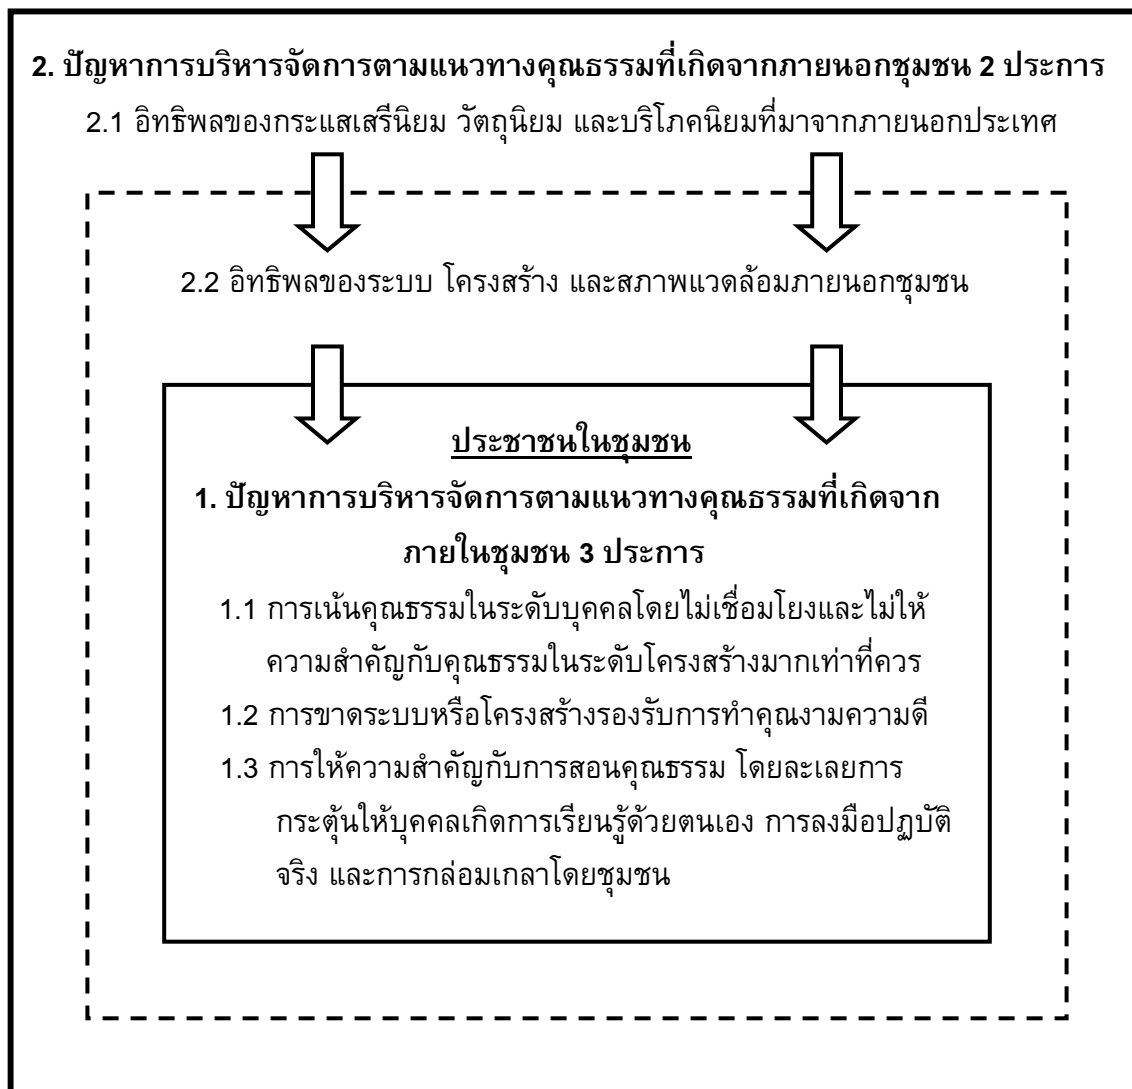 2. ปัญหาการบริหารจัดการตามแนวทางคุณธรรมที่เกิดจากภายนอกชุมชน 2 ประการ
2.1 อิทธิพลของกระแสเสรีนิยม วัตถุนิยม และบริโภคนิยมที่มาจากภายนอกประเทศ
2.2 อิทธิพลของระบบ โครงสร้าง และสภาพแวดล้อมภายนอกชุมชน
ประชาชนในชุมชน
1. ปัญหาการบริหารจัดการตามแนวทางคุณธรรมที่เกิดจาก
ภายในชุมชน 3 ประการ
1.1 การเน้นคุณธรรมในระดับบุคคลโดยไม่เชื่อมโยงและไม่ให้
ความสำคัญกับคุณธรรมในระดับโครงสร้างมากเท่าที่ควร
1.2 การขาดระบบหรือโครงสร้างรองรับการทำคุณงามความดี
1.3 การให้ความสำคัญกับการสอนคุณธรรม โดยละเลยการ
กระตุ้นให้บุคคลเกิดการเรียนรู้ด้วยตนเอง การลงมือปฏบัติ
จริง และการกล่อมเกลาโดยชุมชน